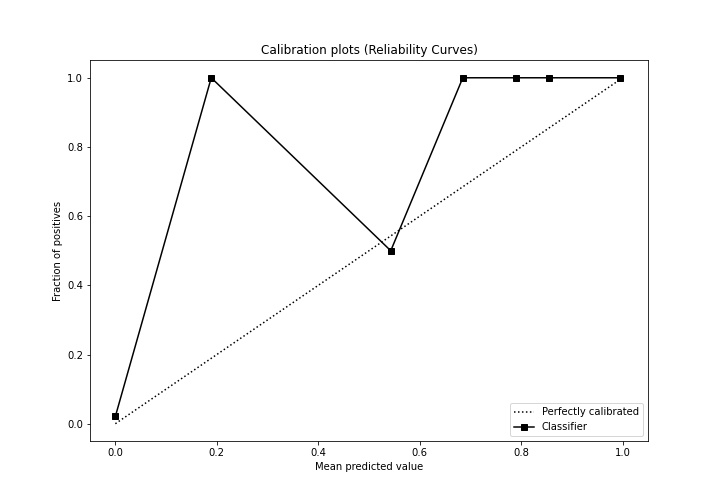 Calibration plots (Reliability Curves)
1.0
0.8
0.6
0.4
0.2
0.0
Fraction of positives
0.0 0.2 0.4 0.6 0.8 1.0
Mean predicted value
Perfectly calibrated
Classifier